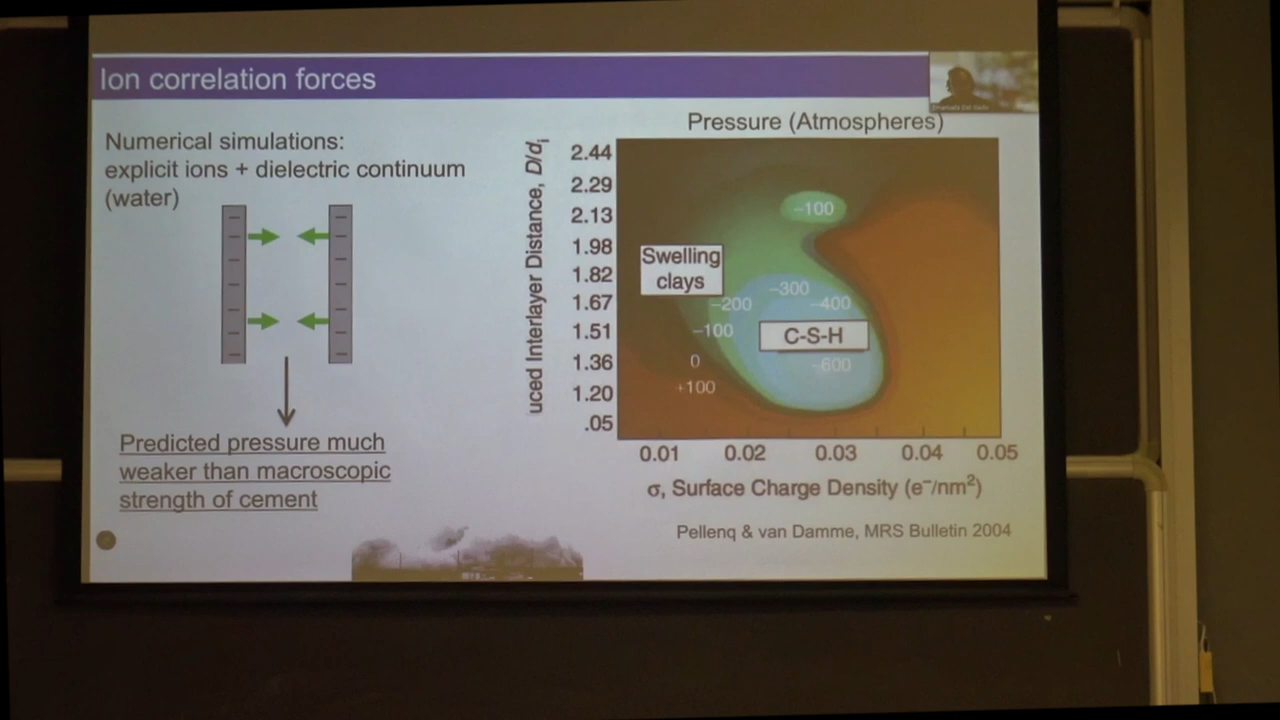 Ion correlation forces
Numerical simulations:
explicit ions + dielectric continuum
(water)
Predicted pressure much
weaker than macroscopic
strength of cement
Pressure (Atmospheres)
uced Interlayer Distance, D/di
2.44
2.29
2.13
1.98
1.82
1.67
1.51
1.36
1.20
.05
−100
Swelling
clays
−300
−200
−400
−100
C-S-H
0
−600
+100
0.01 0.02 0.03 0.04 0.05
σ, Surface Charge Density (e⁻/nm²)
Pellenq & van Damme, MRS Bulletin 2004